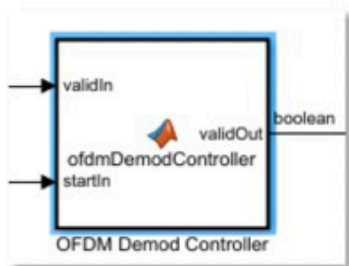 validIn
validOut
boolean
ofdmDemodController
startIn
OFDM Demod Controller